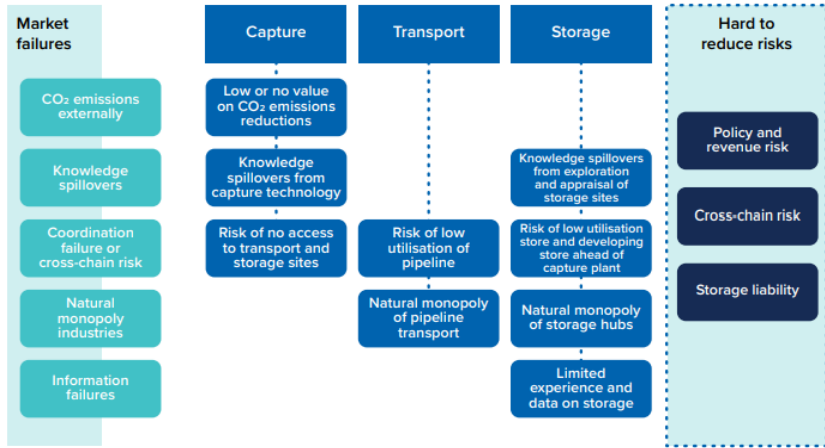 Market
failures
Capture
Transport
Storage
Hard to
reduce risks
CO₂ emissions
externally
Low or no value
on CO₂ emissions
reductions
Knowledge
spillovers
Knowledge
spillovers from
capture technology
Knowledge spillovers
from exploration
and appraisal of
storage sites
Coordination
failure or
cross-chain risk
Risk of no access
to transport and
storage sites
Risk of low
utilisation of
pipeline
Risk of low utilisation
store and developing
store ahead of
capture plant
Natural
monopoly
industries
Natural monopoly
of pipeline
transport
Natural monopoly
of storage hubs
Information
failures
Limited
experience and
data on storage
Policy and
revenue risk
Cross-chain risk
Storage liability